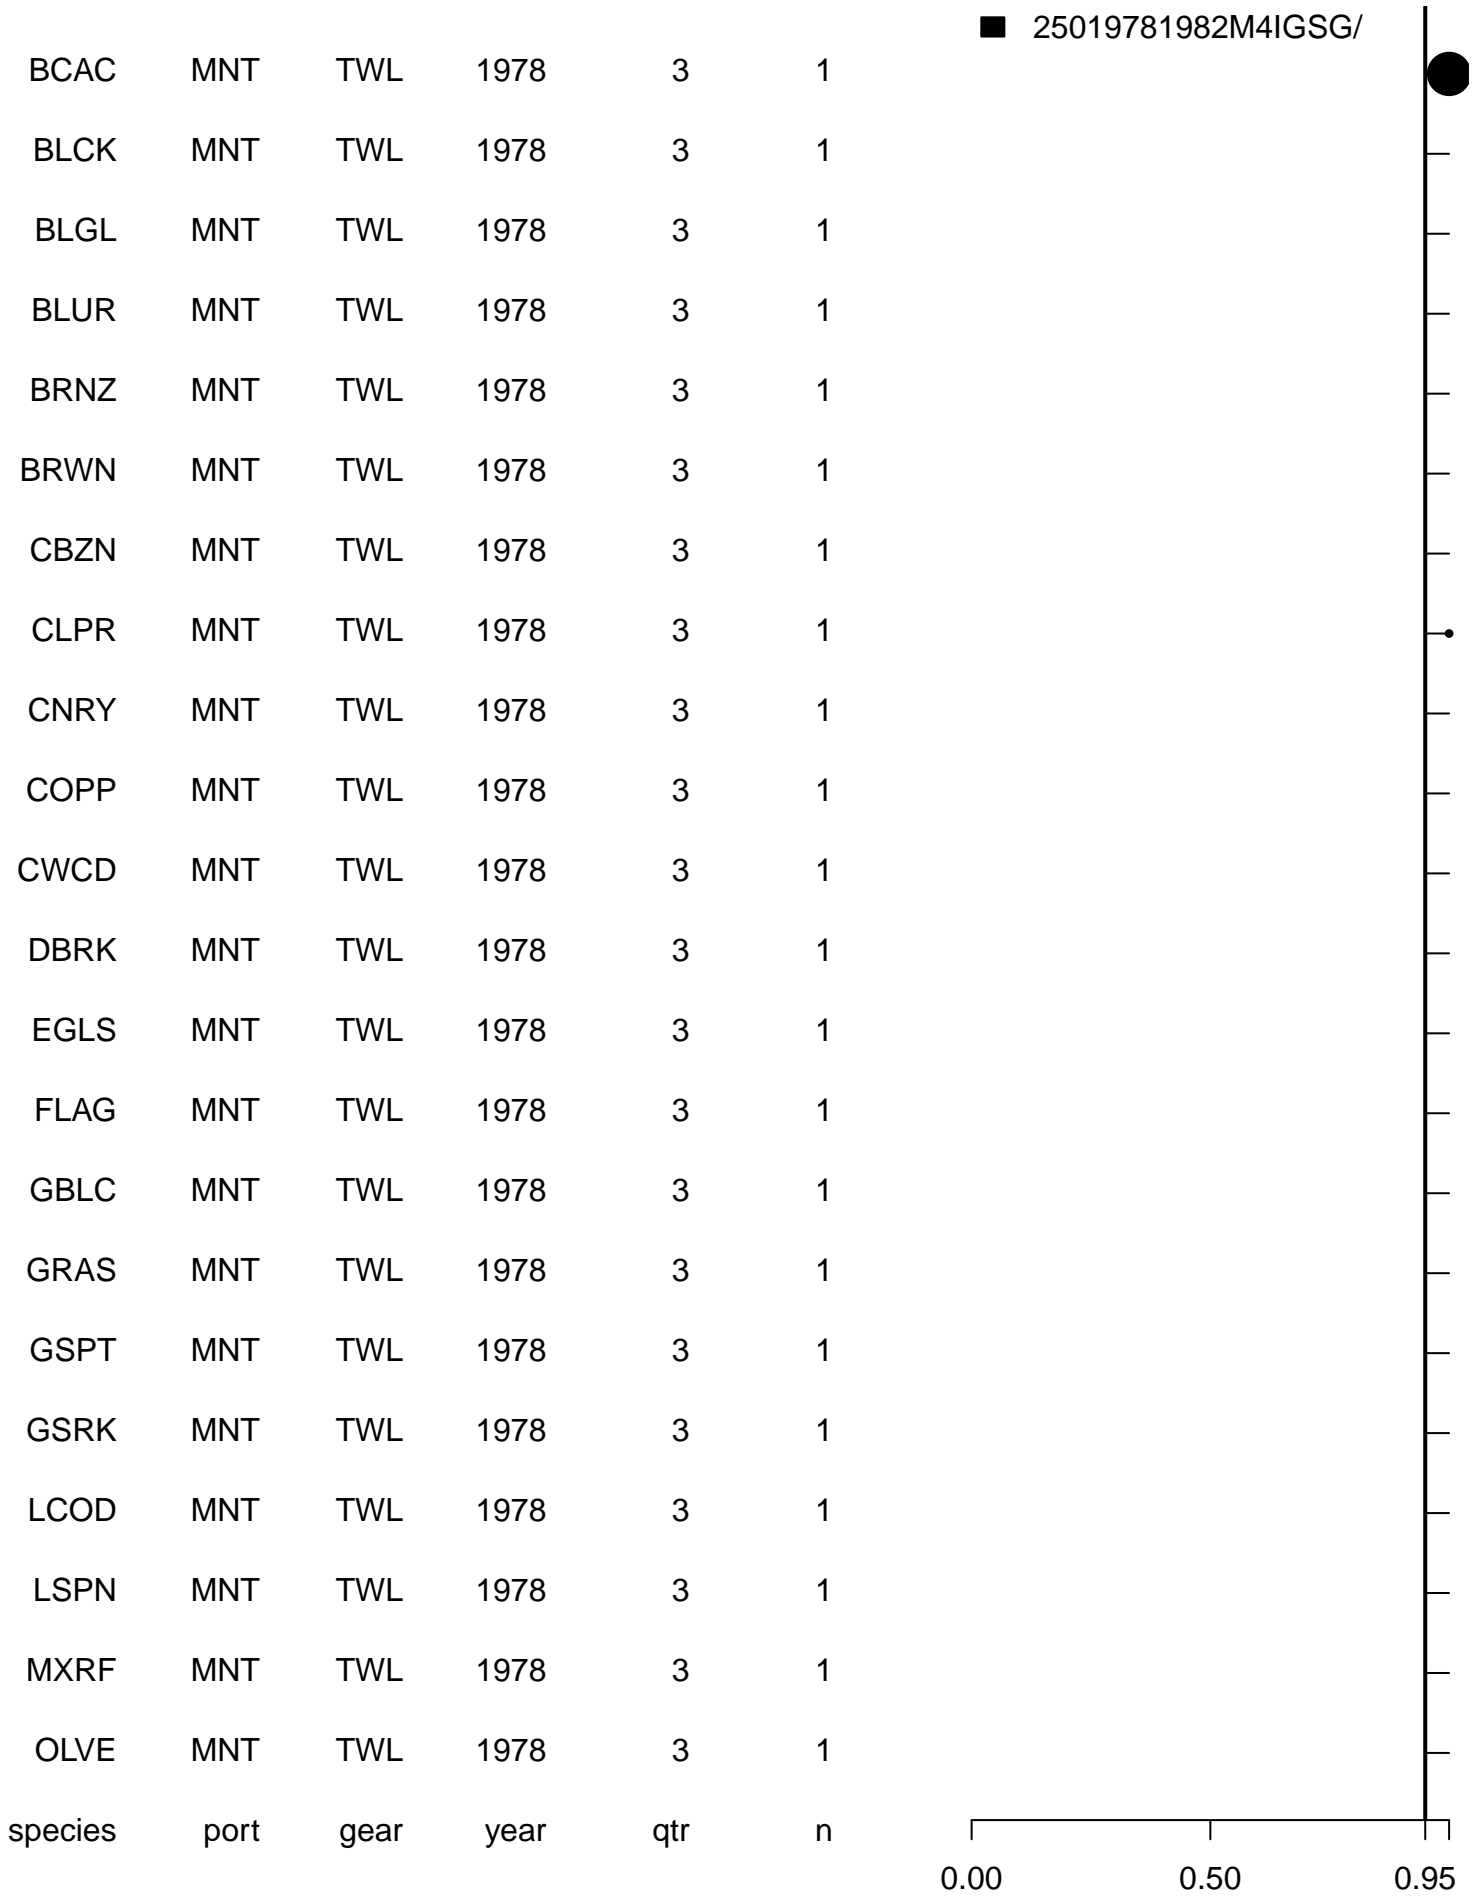 25019781982M4IGSG/
BCAC MNT TWL 1978 3 1
BLCK MNT TWL 1978 3 1
BLGL MNT TWL 1978 3 1
BLUR MNT TWL 1978 3 1
BRNZ MNT TWL 1978 3 1
BRWN MNT TWL 1978 3 1
CBZN MNT TWL 1978 3 1
CLPR MNT TWL 1978 3 1
CNRY MNT TWL 1978 3 1
COPP MNT TWL 1978 3 1
CWCD MNT TWL 1978 3 1
DBRK MNT TWL 1978 3 1
EGLS MNT TWL 1978 3 1
FLAG MNT TWL 1978 3 1
GBLC MNT TWL 1978 3 1
GRAS MNT TWL 1978 3 1
GSPT MNT TWL 1978 3 1
GSRK MNT TWL 1978 3 1
LCOD MNT TWL 1978 3 1
LSPN MNT TWL 1978 3 1
MXRF MNT TWL 1978 3 1
OLVE MNT TWL 1978 3 1
species port gear year qtr n
0.00 0.50 0.95